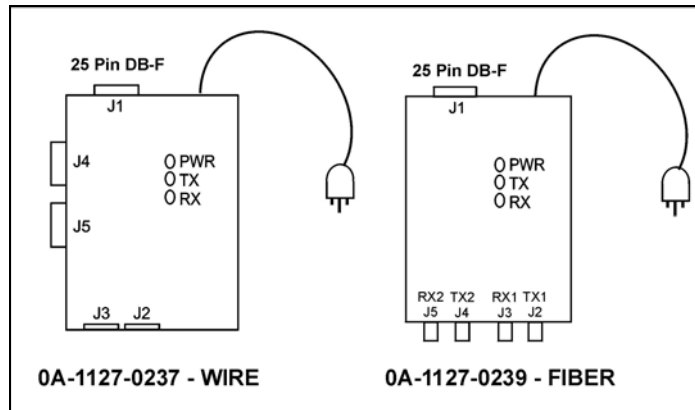 25 Pin DB-F
J1
J4
PWR
TX
RX
J5
J3 J2
0A-1127-0237 - WIRE
25 Pin DB-F
J1
PWR
TX
RX
RX2 TX2 RX1 TX1
J5 J4 J3 J2
0A-1127-0239 - FIBER